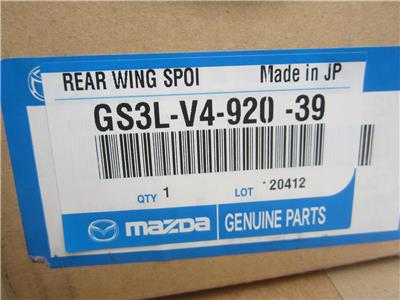 REAR WING SPOI Made in JP
GS3L-V4-920 -39
QTY 1 LOT 20412
mazda GENUINE PARTS